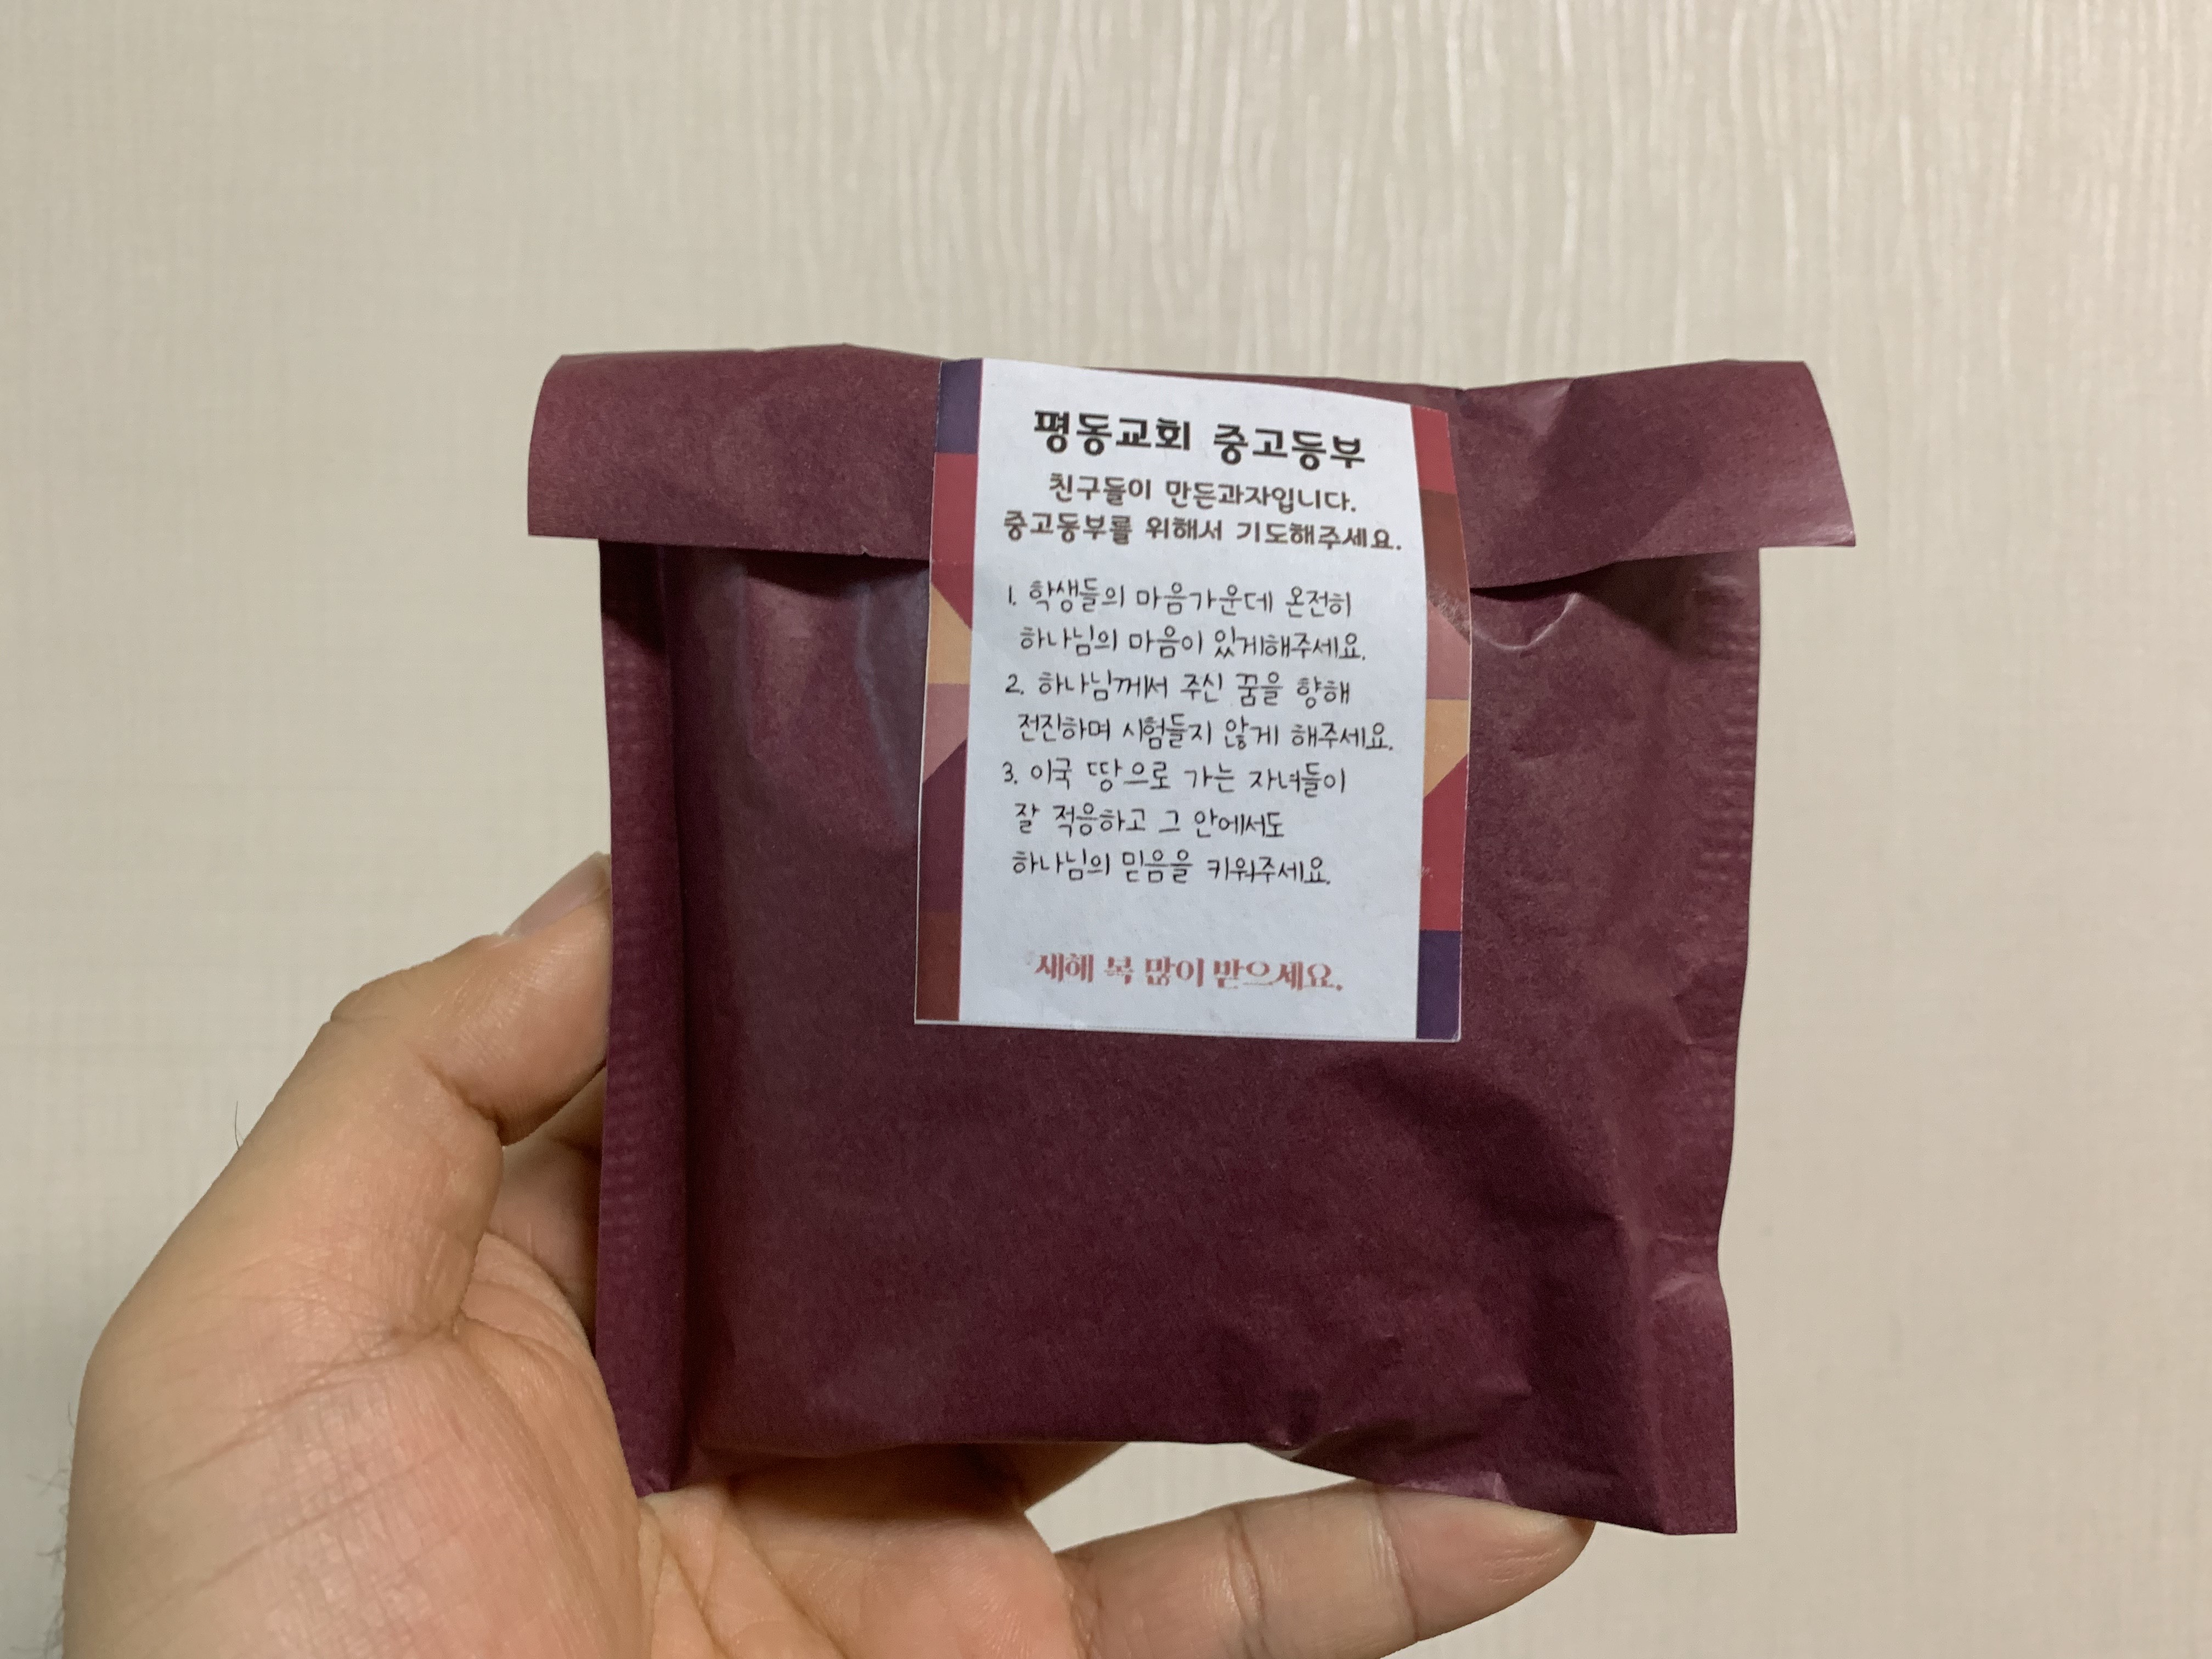 평동교회 중고등부
친구들이 만든과자입니다.
중고동부를 위해서 기도해주세요.
1. 학생들의 마음가운데 온전히
하나님의 마음이 있게해주세요.
2. 하나님께서 주신 꿈을 향해
전진하며 시험들지 않게 해주세요.
3. 이국 땅으로 가는 자녀들이
잘 적응하고 그 안에서도
하나님의 믿음을 키워주세요.
새해 복 많이 받으세요.